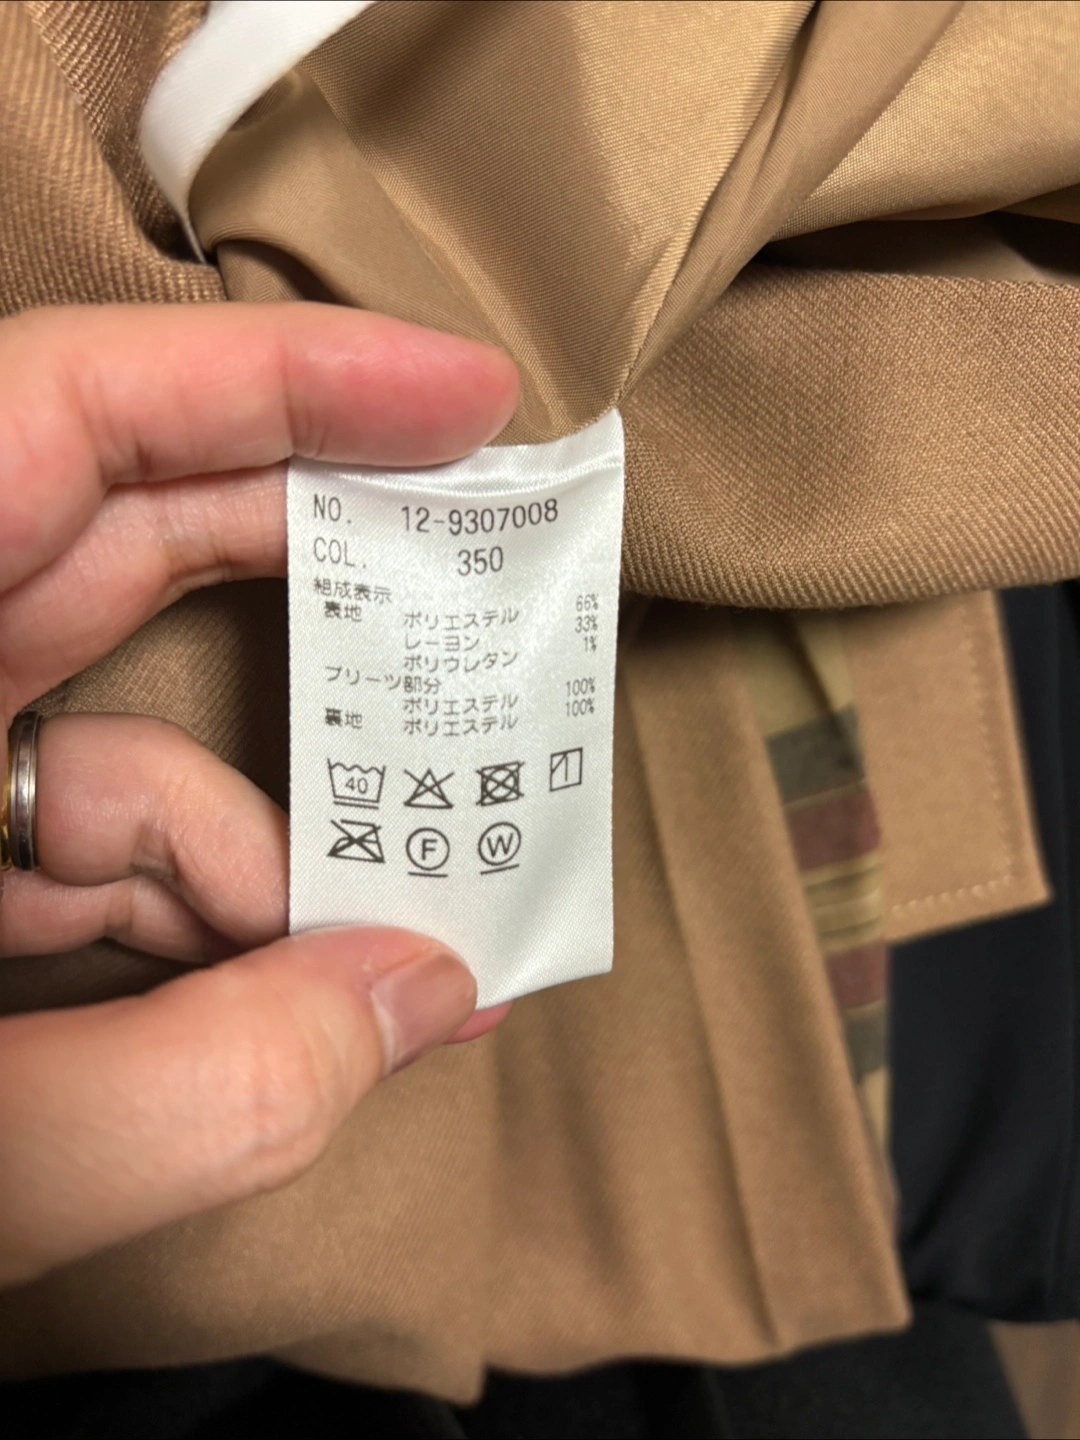 NO. 12-9307008
COL. 350
組成表示
表地 ポリエステル 66%
レーヨン 33%
ポリウレタン 1%
プリーツ部分
ポリエステル 100%
裏地 ポリエステル 100%
40
F W